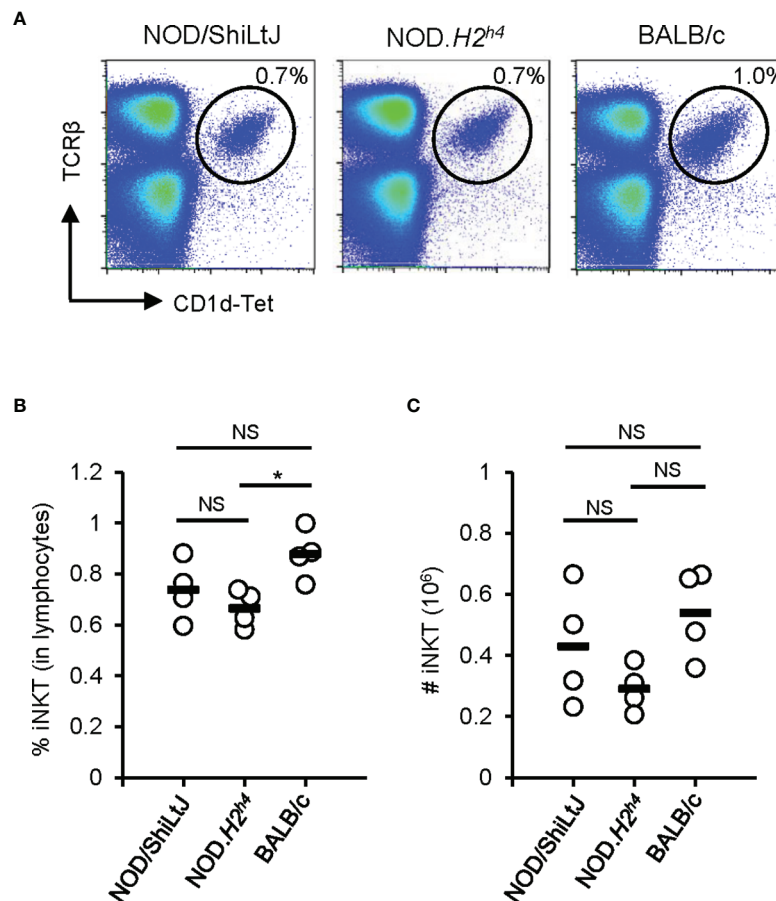 A
NOD/ShiLtJ
NOD.H2ʰ⁴
BALB/c
0.7%
0.7%
1.0%
TCRβ
CD1d-Tet
B
NS
NS
*
% iNKT (in lymphocytes)
1.2
1
0.8
0.6
0.4
0.2
0
NOD/ShiLtJ
NOD.H2ʰ⁴
BALB/c
C
NS
NS
NS
# iNKT (10⁶)
1
0.8
0.6
0.4
0.2
0
NOD/ShiLtJ
NOD.H2ʰ⁴
BALB/c